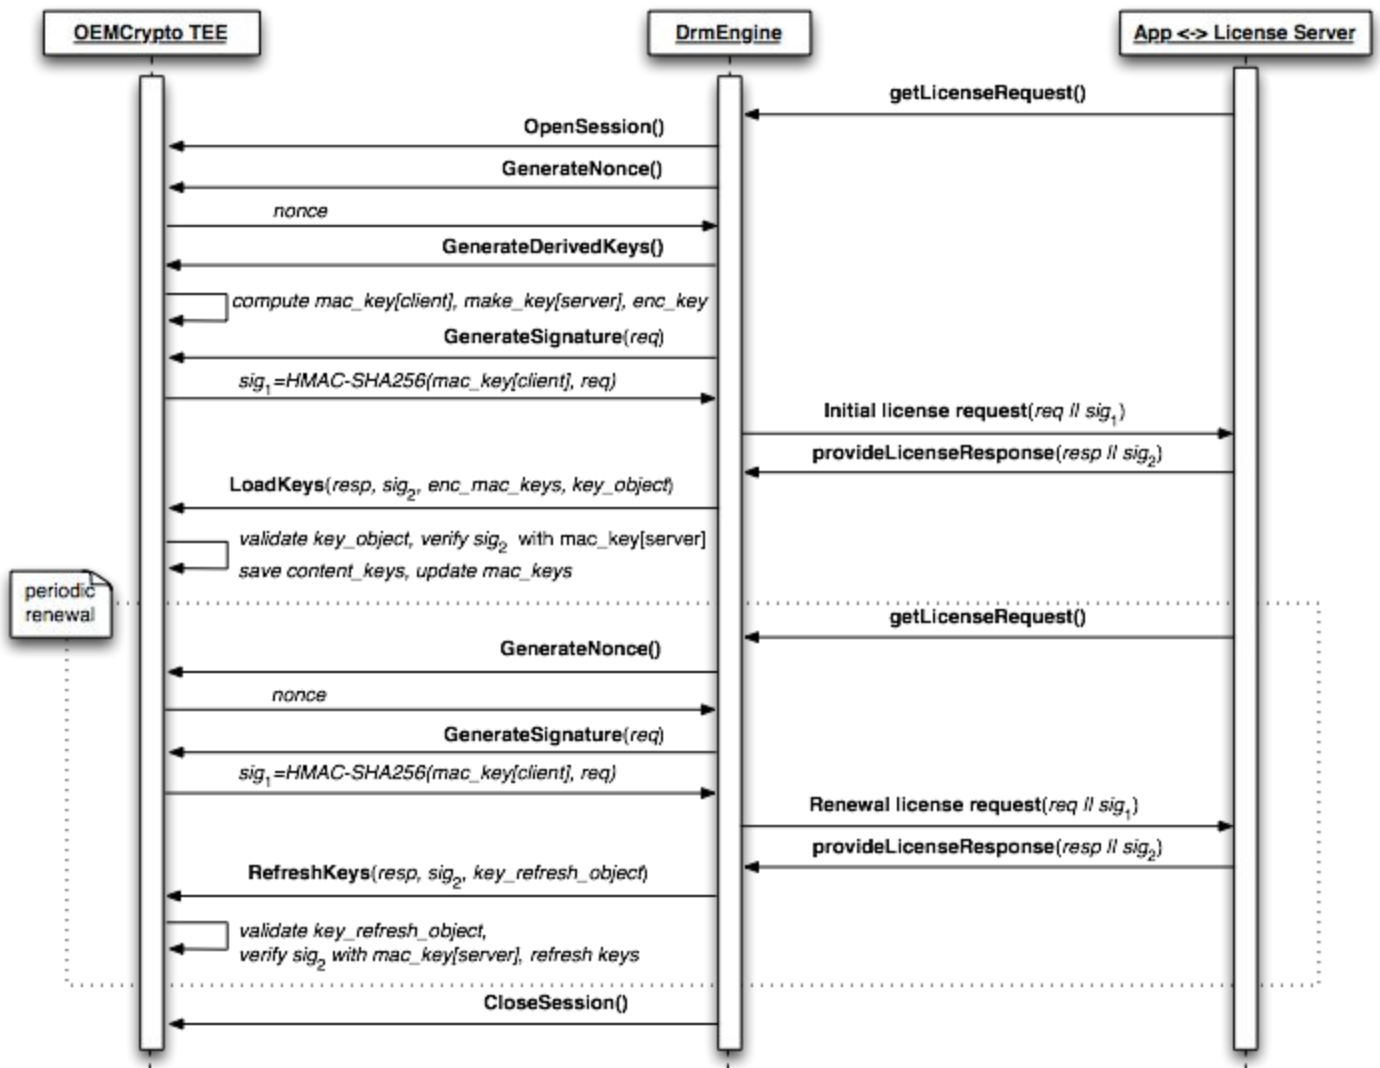 OEMCrypto TEE
DrmEngine
App <-> License Server
getLicenseRequest()
OpenSession()
GenerateNonce()
nonce
GenerateDerivedKeys()
compute mac_key[client], make_key[server], enc_key
GenerateSignature(req)
sig1=HMAC-SHA256(mac_key[client], req)
Initial license request(req // sig1)
provideLicenseResponse(resp // sig2)
LoadKeys(resp, sig2, enc_mac_keys, key_object)
validate key_object, verify sig2 with mac_key[server]
save content_keys, update mac_keys
periodic
renewal
getLicenseRequest()
GenerateNonce()
nonce
GenerateSignature(req)
sig1=HMAC-SHA256(mac_key[client], req)
Renewal license request(req // sig1)
provideLicenseResponse(resp // sig2)
RefreshKeys(resp, sig2, key_refresh_object)
validate key_refresh_object,
verify sig2 with mac_key[server], refresh keys
CloseSession()